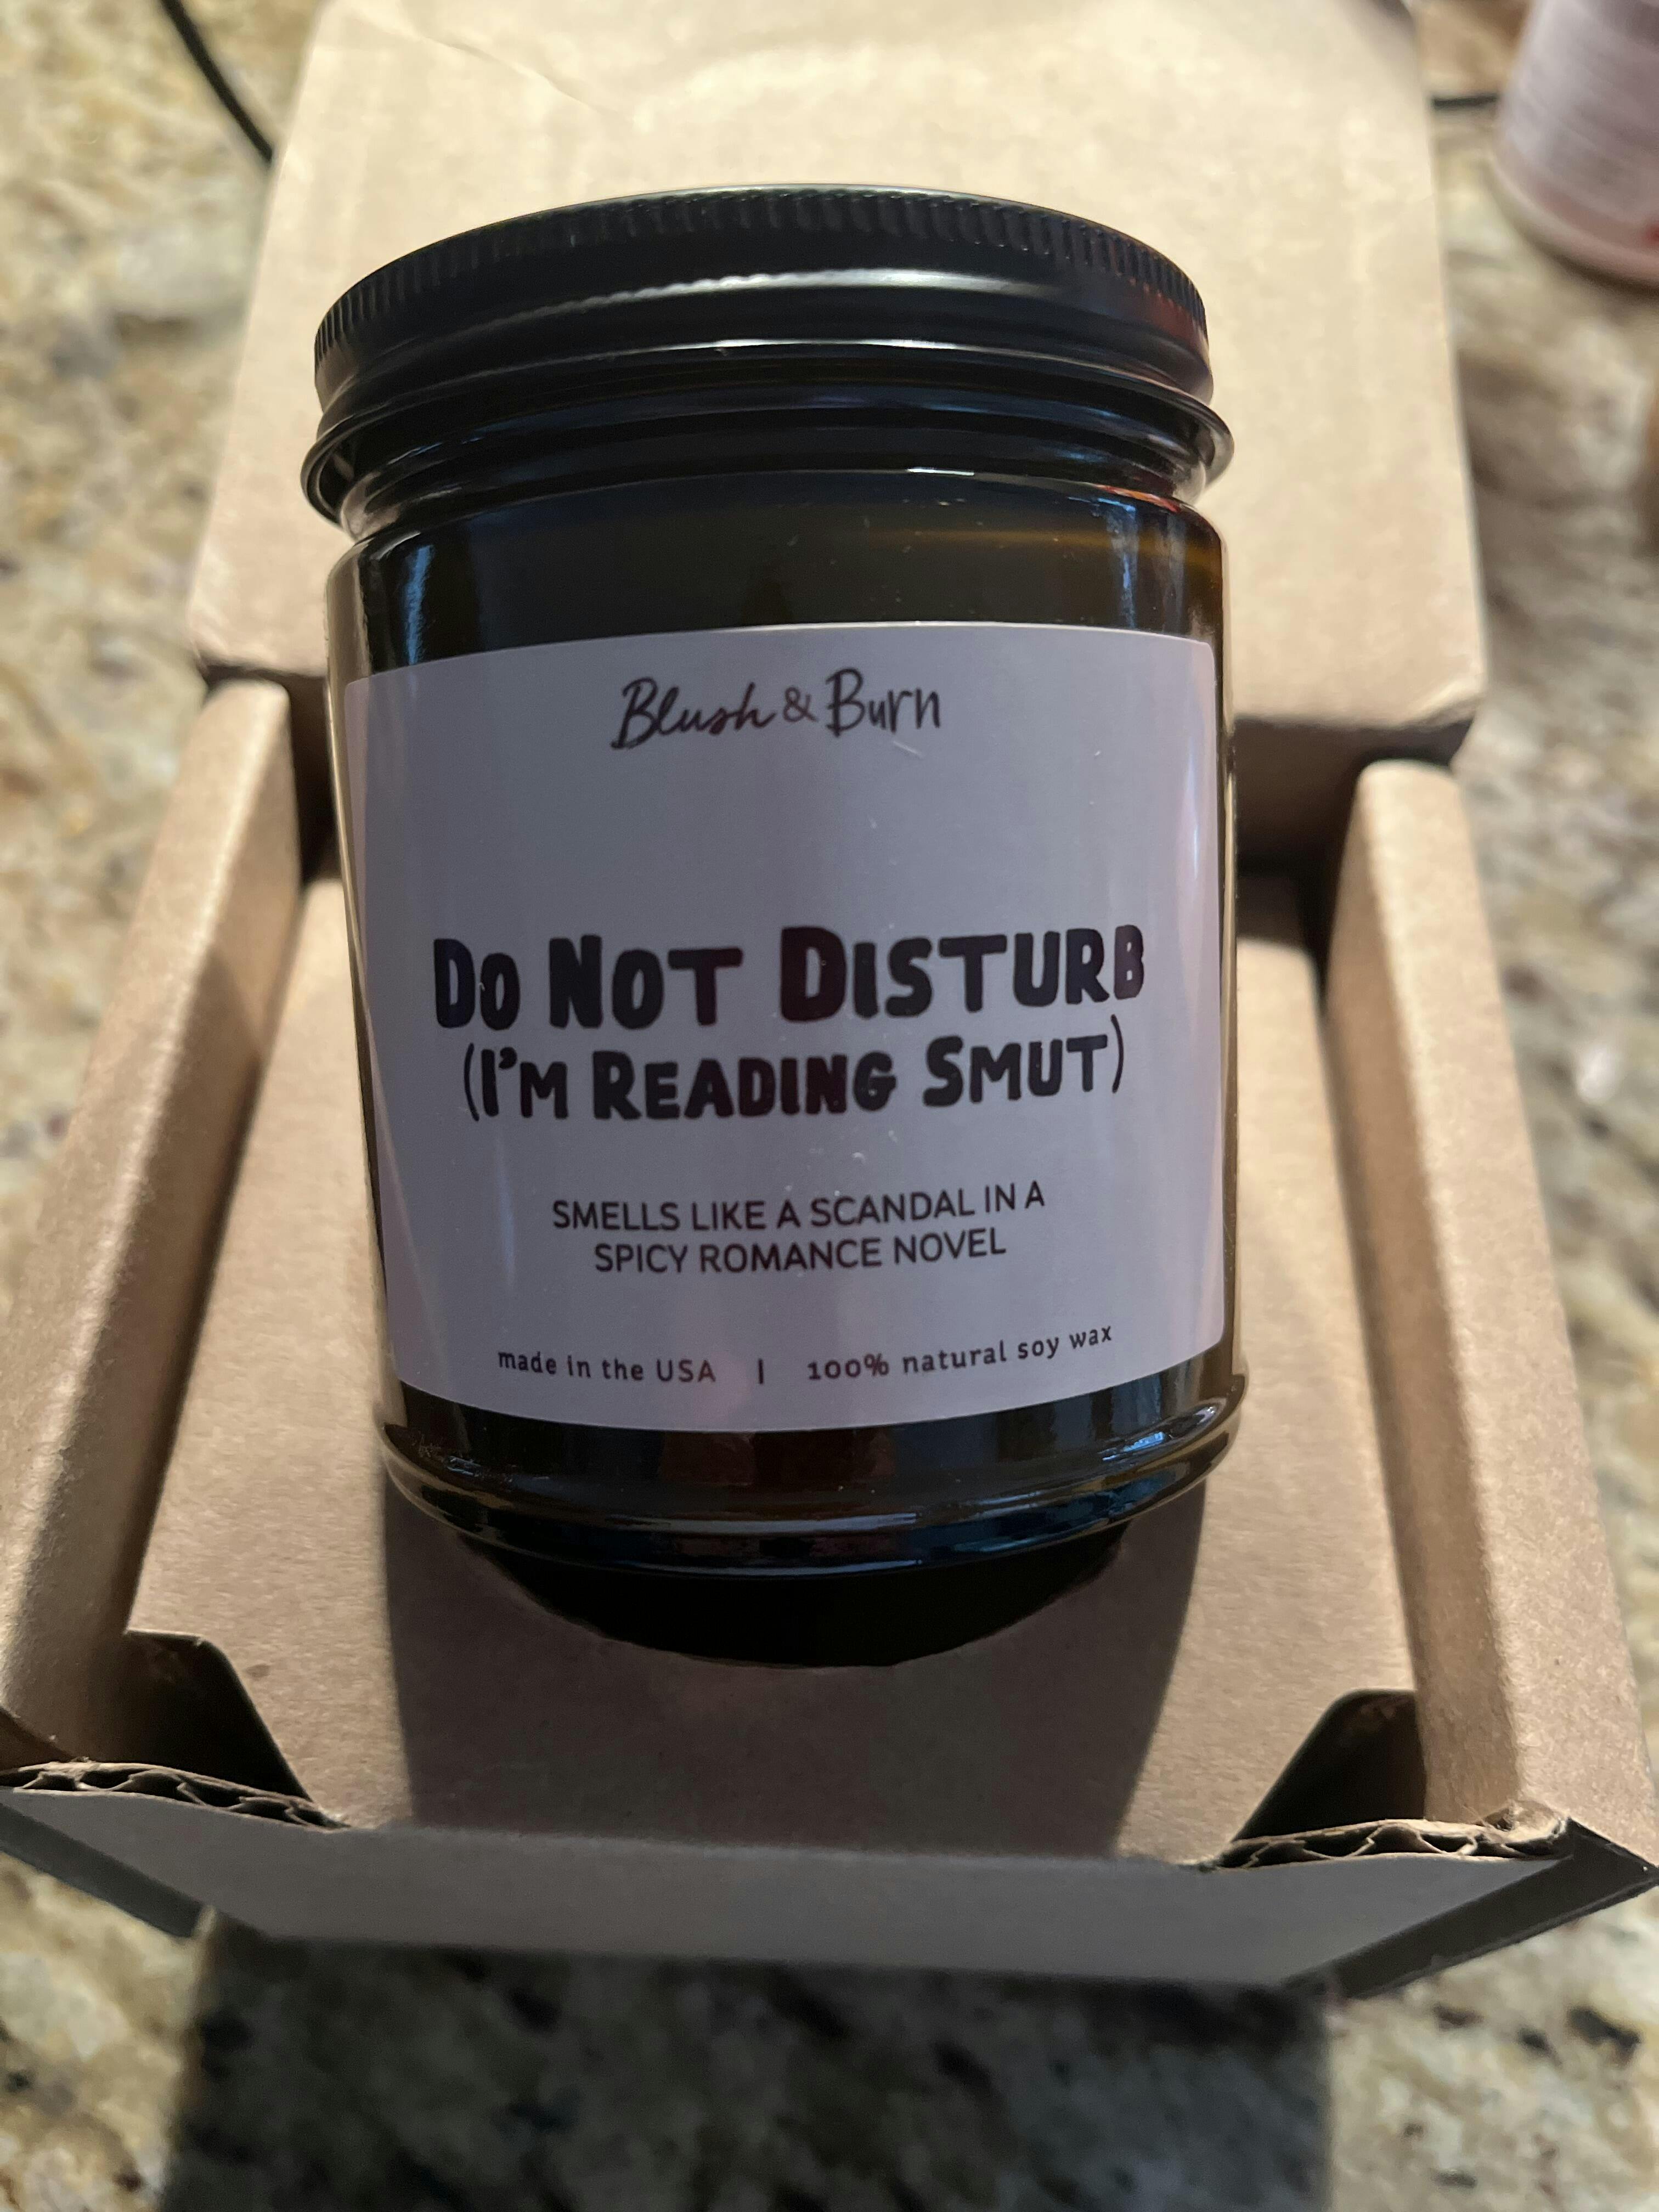 Blush & Burn
DO NOT DISTURB
(I'M READING SMUT)
SMELLS LIKE A SCANDAL IN A
SPICY ROMANCE NOVEL
made in the USA | 100% natural soy wax